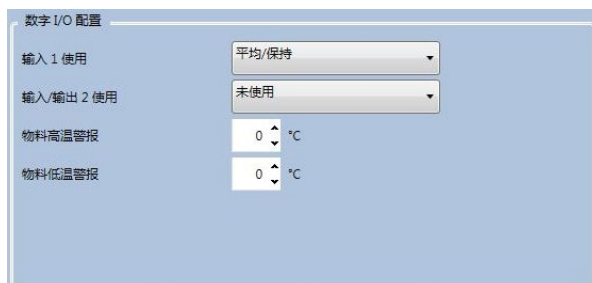 数字 I/O 配置
输入 1 使用 平均/保持
输入/输出 2 使用 未使用
物料高温警报 0 °C
物料低温警报 0 °C